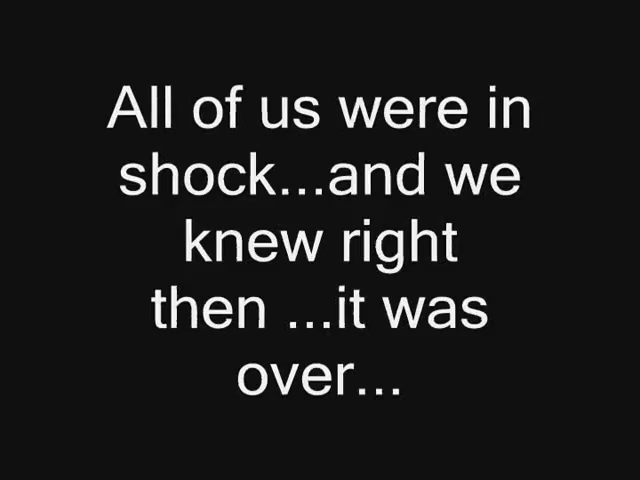 All of us were in
shock...and we
knew right
then ...it was
over...